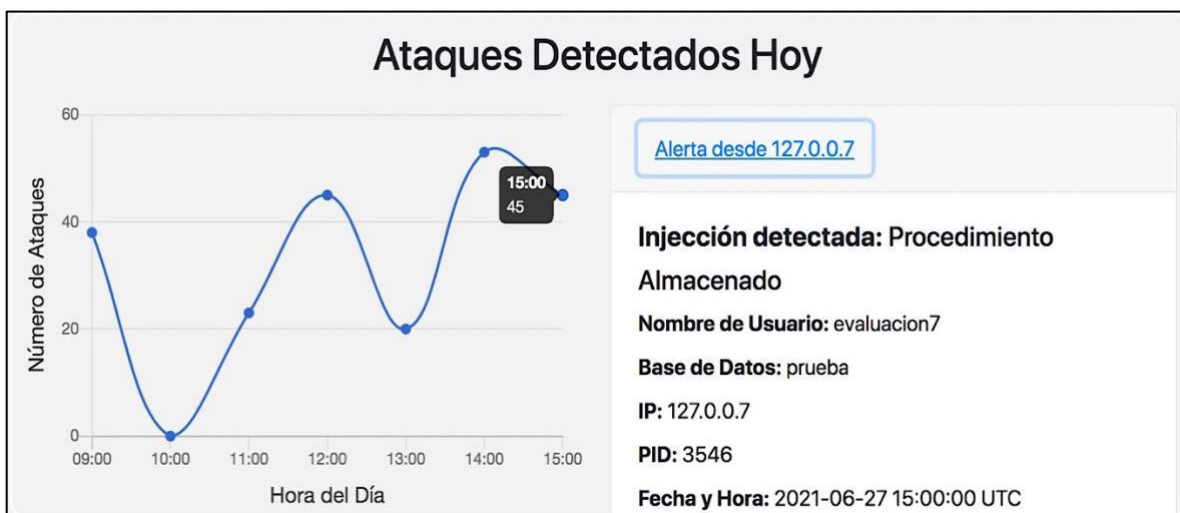 Ataques Detectados Hoy
Número de Ataques
60
40
20
0
09:00
10:00
11:00
12:00
13:00
14:00
15:00
Hora del Día
15:00
45
Alerta desde 127.0.0.7
Injección detectada: Procedimiento
Almacenado
Nombre de Usuario: evaluacion7
Base de Datos: prueba
IP: 127.0.0.7
PID: 3546
Fecha y Hora: 2021-06-27 15:00:00 UTC